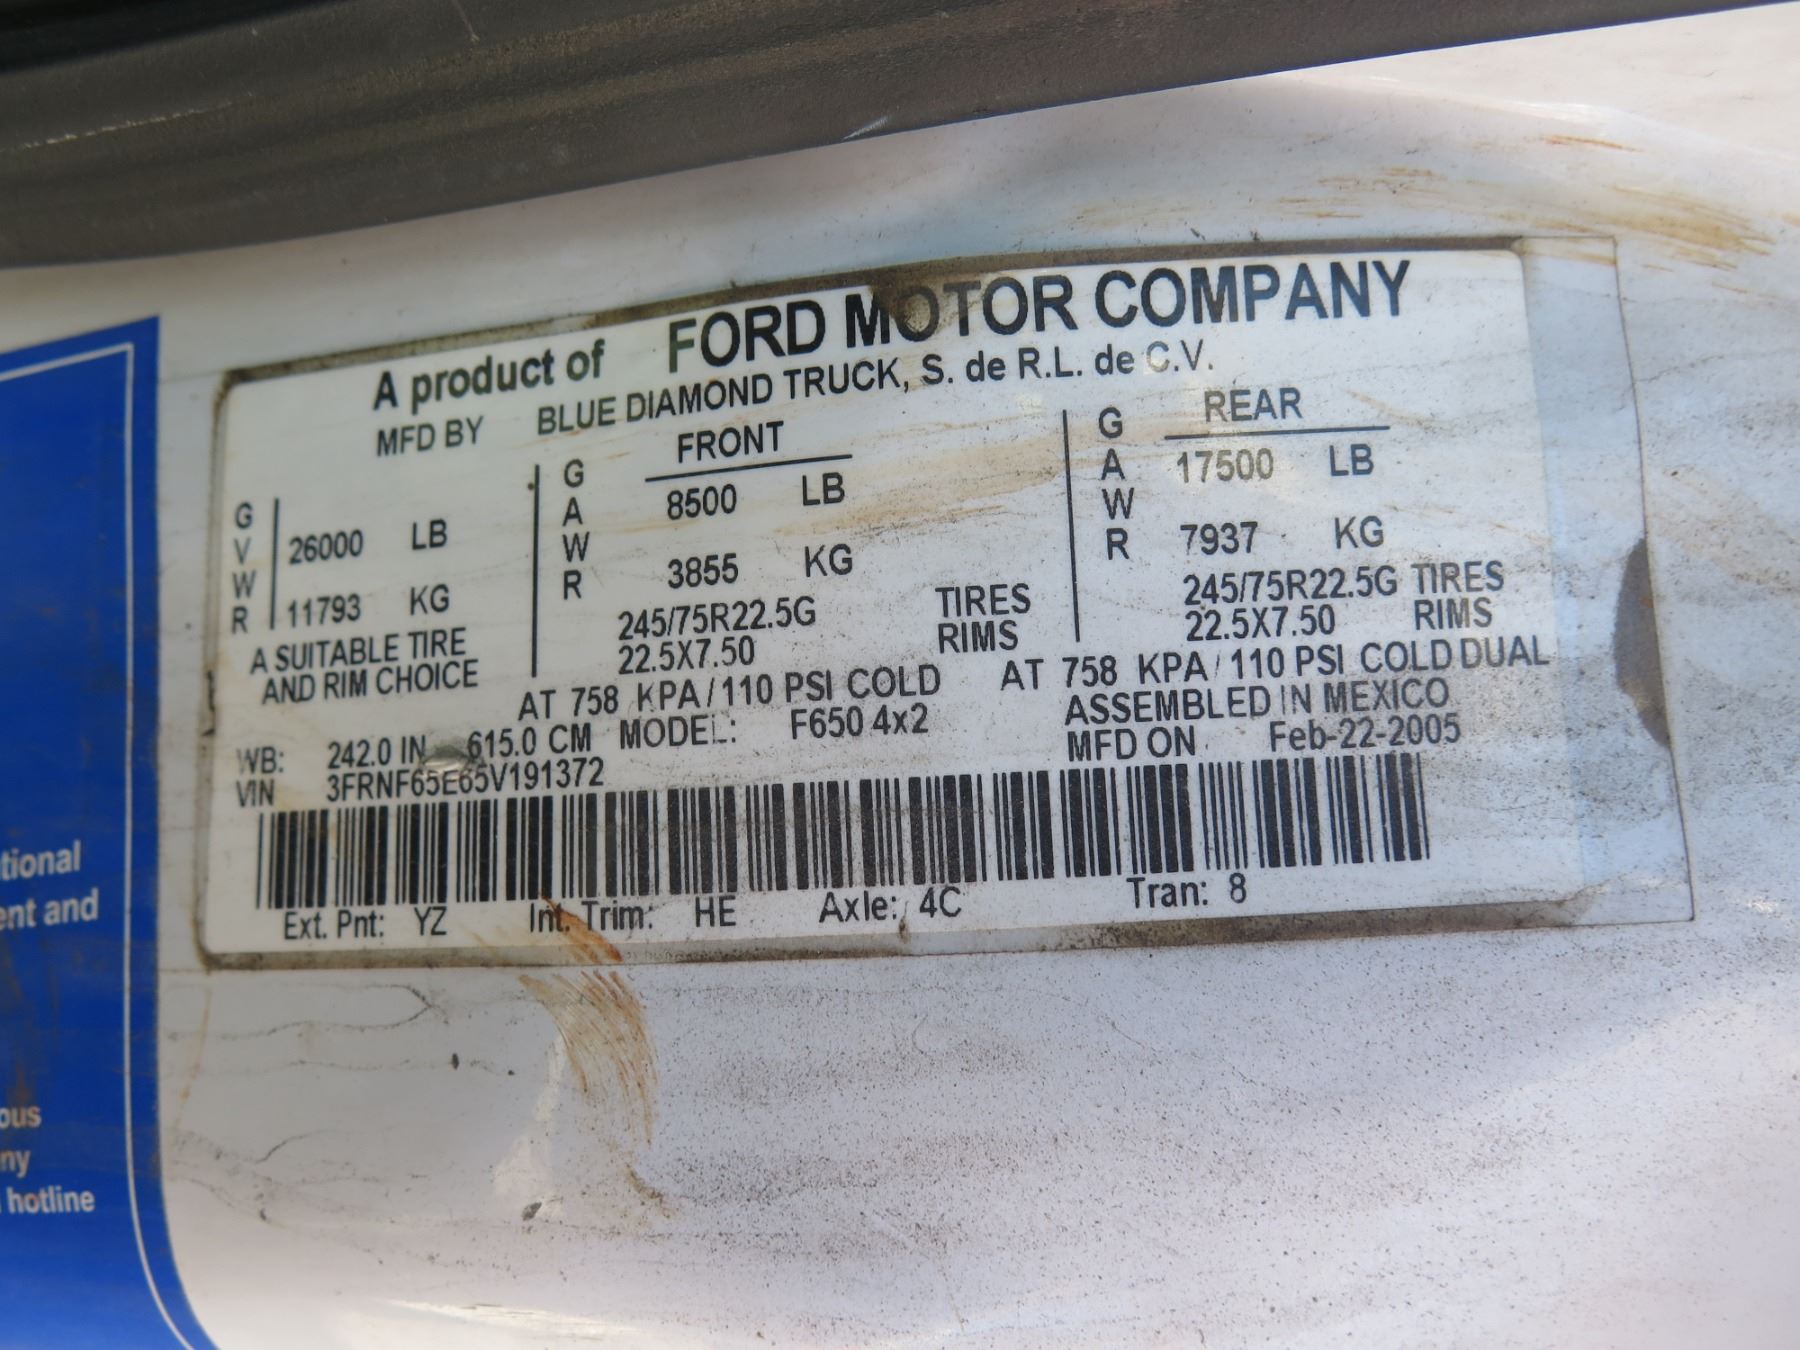 A product of FORD MOTOR COMPANY
MFD BY BLUE DIAMOND TRUCK, S. de R.L. de C.V.
GVWR
26000 LB
11793 KG
GAWR
FRONT
8500 LB
3855 KG
GAWR
REAR
17500 LB
7937 KG
A SUITABLE TIRE
AND RIM CHOICE
245/75R22.5G TIRES
22.5X7.50 RIMS
AT 758 KPA/110 PSI COLD
245/75R22.5G TIRES
22.5X7.50 RIMS
AT 758 KPA/110 PSI COLD DUAL
WB: 242.0 IN 615.0 CM MODEL: F650 4x2
ASSEMBLED IN MEXICO
MFD ON Feb-22-2005
VIN 3FRNF65E65V191372
Ext. Pnt: YZ Int. Trim: HE Axle: 4C Tran: 8
tional
ent and
ous
ny
hotline